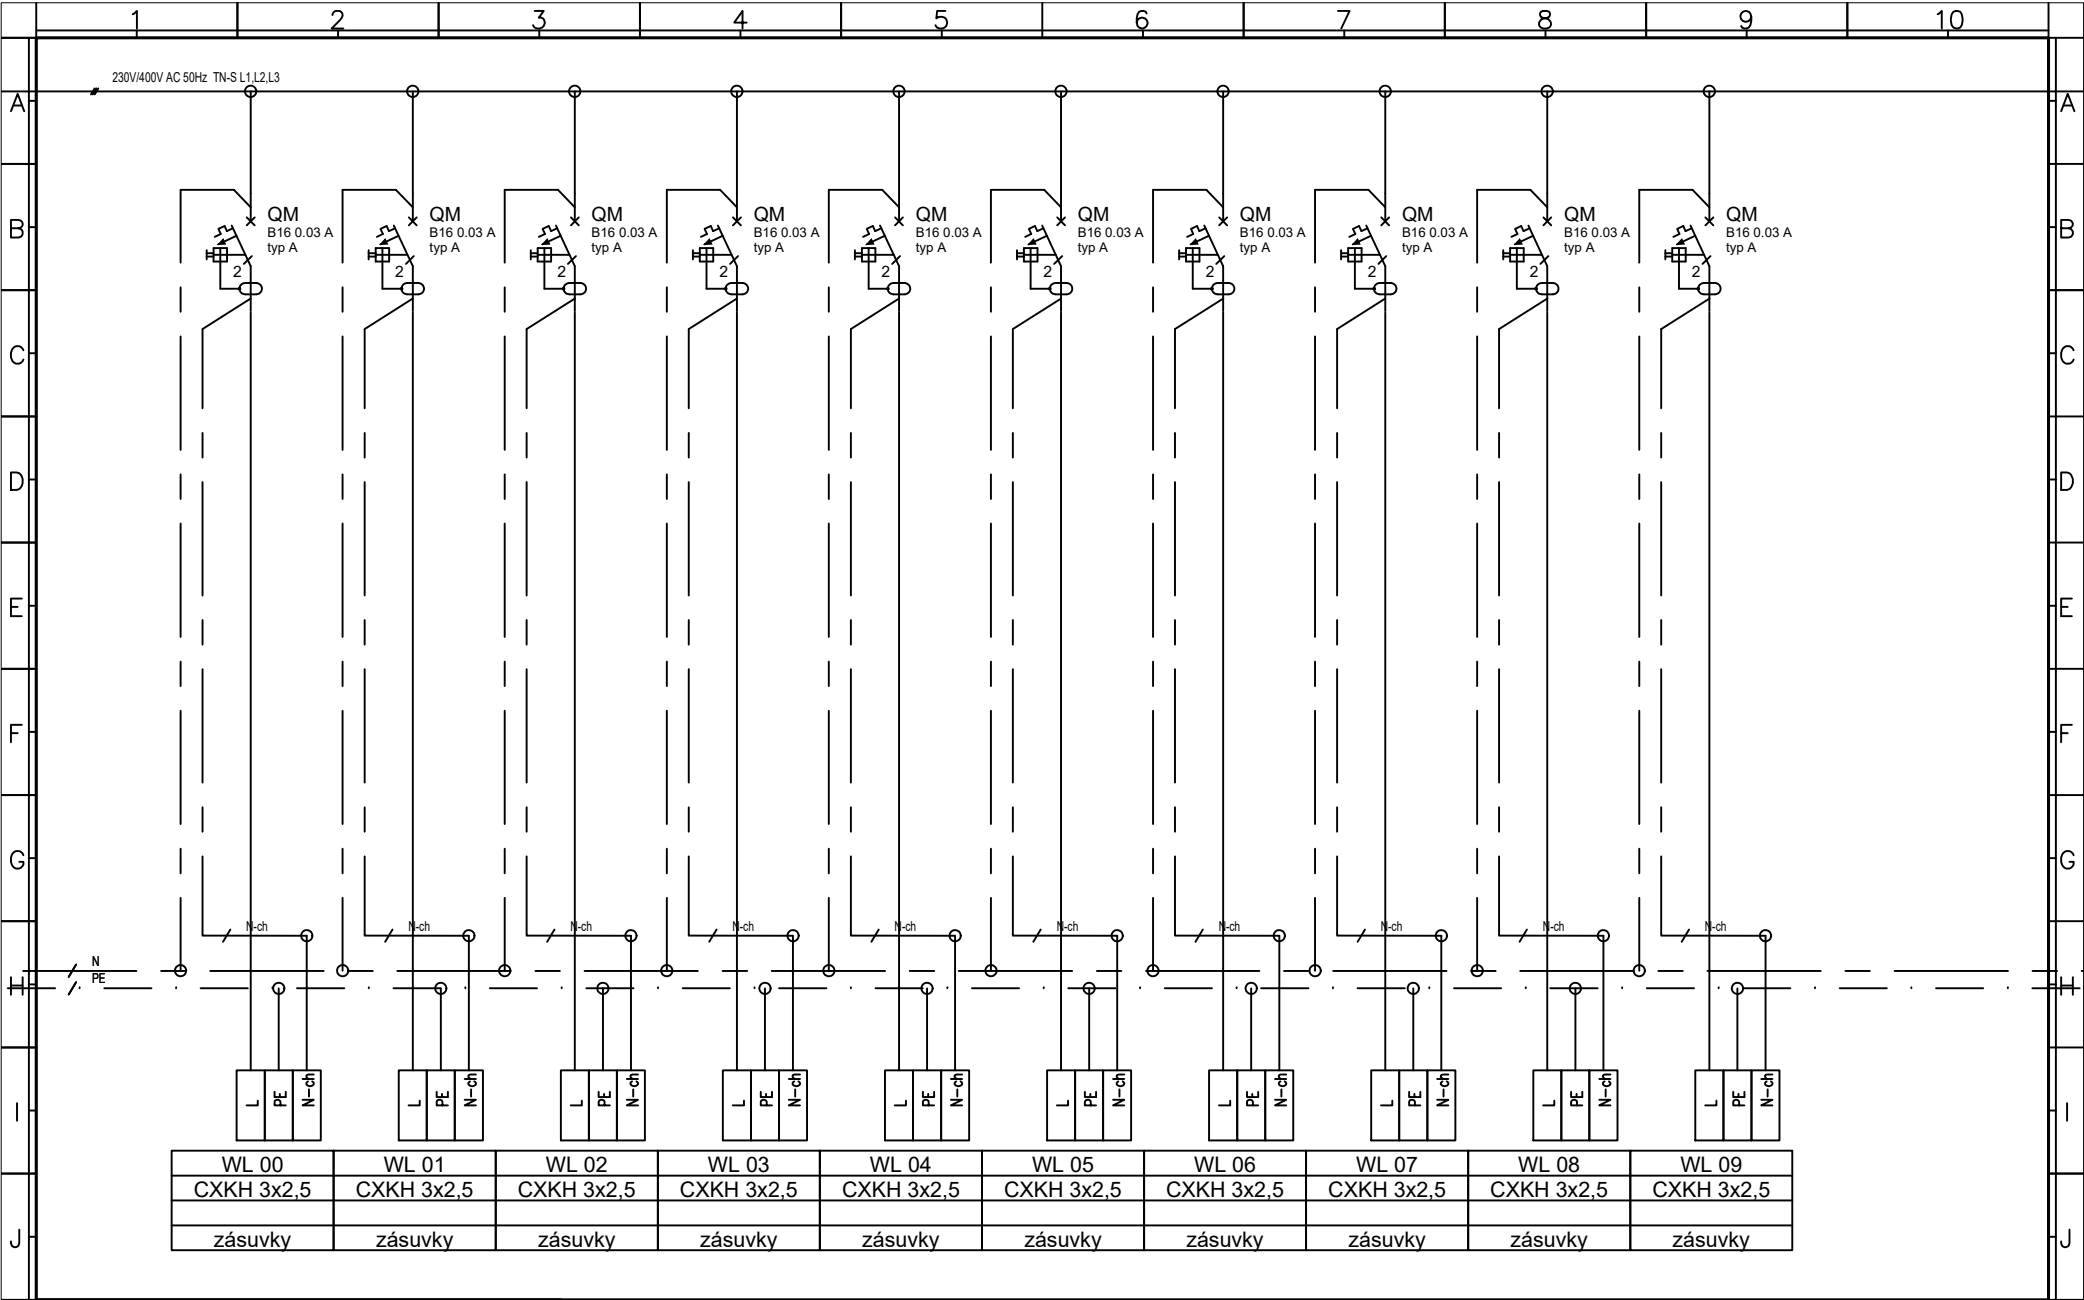 1 2 3 4 5 6 7 8 9 10
230V/400V AC 50Hz TN-S L1,L2,L3
A A
QM QM QM QM QM QM QM QM QM QM
B16 0.03 A B16 0.03 A B16 0.03 A B16 0.03 A B16 0.03 A B16 0.03 A B16 0.03 A B16 0.03 A B16 0.03 A B16 0.03 A
B B
typ A typ A typ A typ A typ A typ A typ A typ A typ A typ A
2 2 2 2 2 2 2 2 2 2
C C
D D
E E
F F
G G
N-ch N-ch N-ch N-ch N-ch N-ch N-ch N-ch N-ch N-ch
N
PE
H H
L PE N-ch L PE N-ch L PE N-ch L PE N-ch L PE N-ch L PE N-ch L PE N-ch L PE N-ch L PE N-ch L PE N-ch
I I
WL 00 WL 01 WL 02 WL 03 WL 04 WL 05 WL 06 WL 07 WL 08 WL 09
CXKH 3x2,5 CXKH 3x2,5 CXKH 3x2,5 CXKH 3x2,5 CXKH 3x2,5 CXKH 3x2,5 CXKH 3x2,5 CXKH 3x2,5 CXKH 3x2,5 CXKH 3x2,5
J J
zásuvky zásuvky zásuvky zásuvky zásuvky zásuvky zásuvky zásuvky zásuvky zásuvky